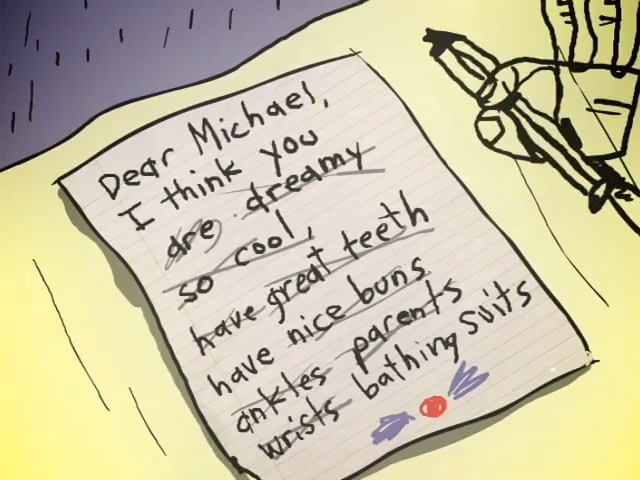 Dear Michael,
I think you
are dreamy
so cool,
have great teeth
have nice buns
ankles parents
wrists bathing suits